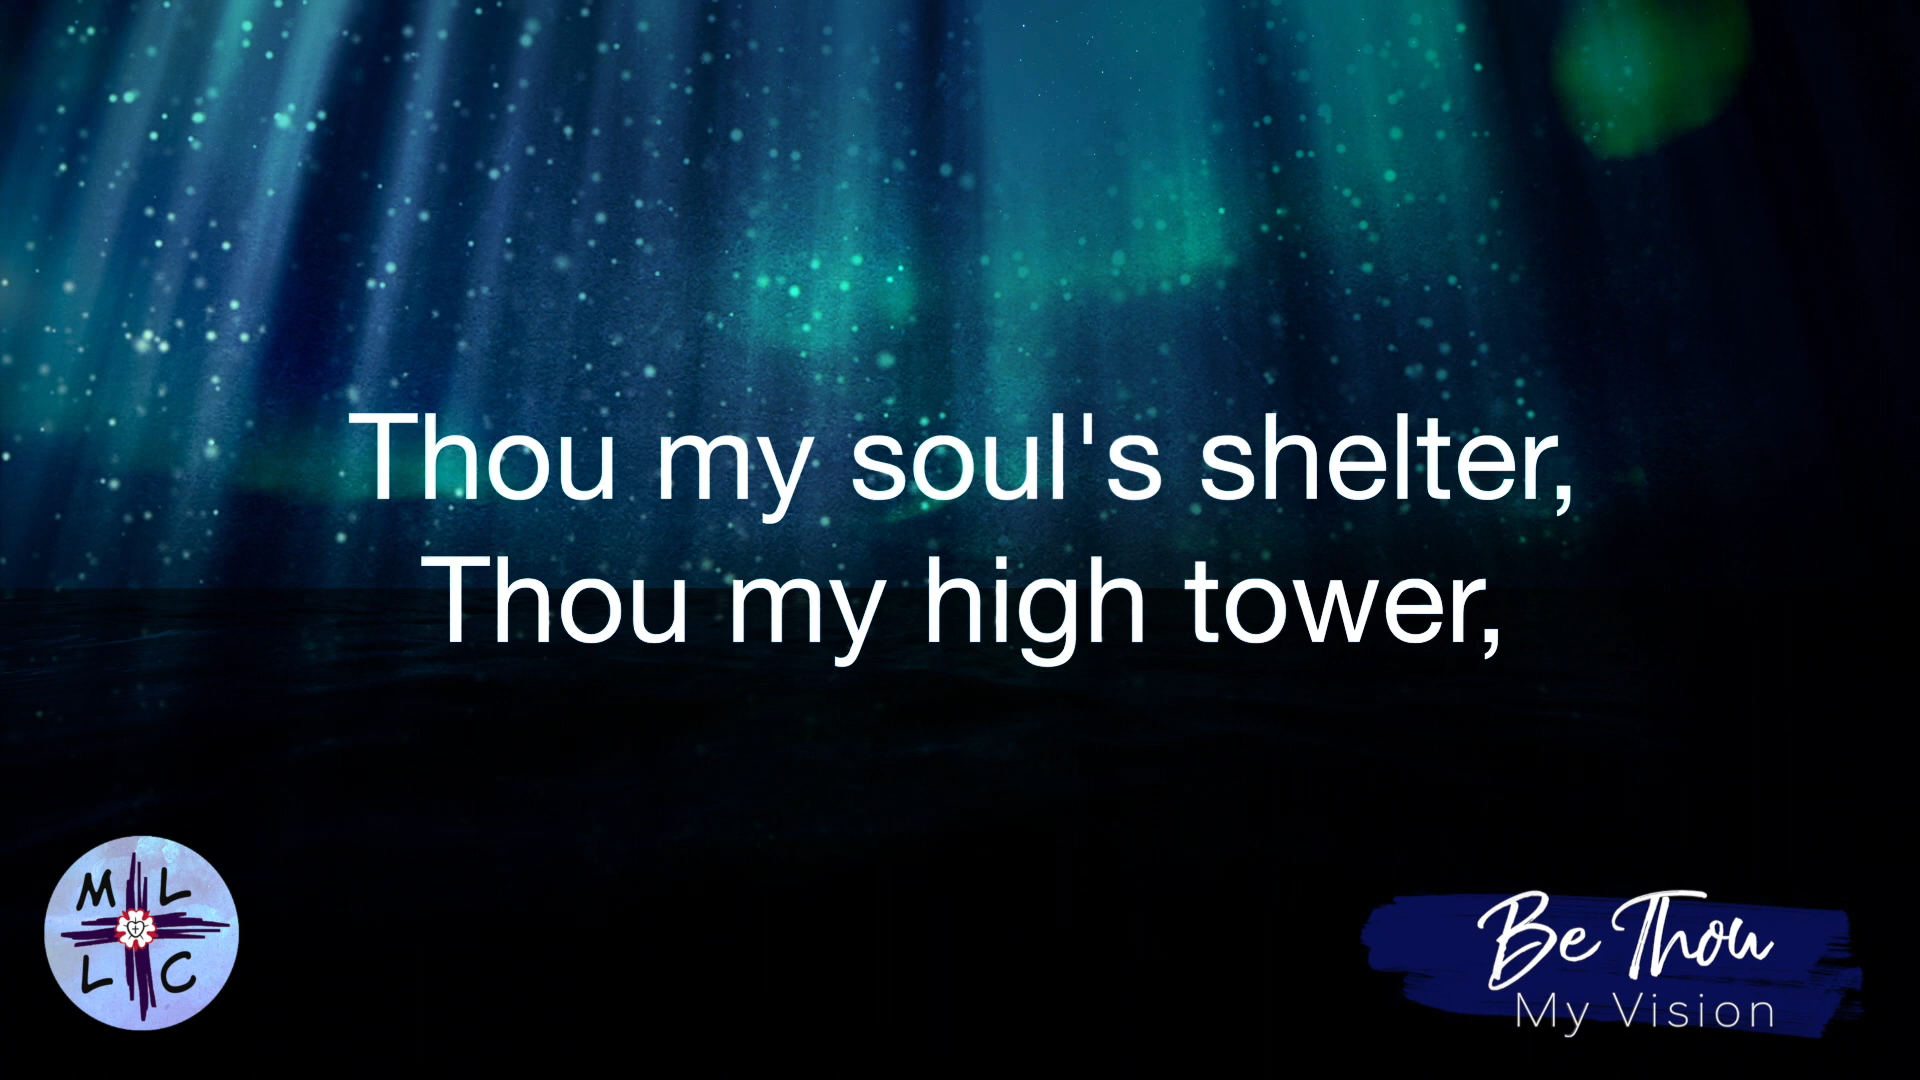 Thou my soul's shelter,
Thou my high tower,
M L
L C
Be Thou
My Vision